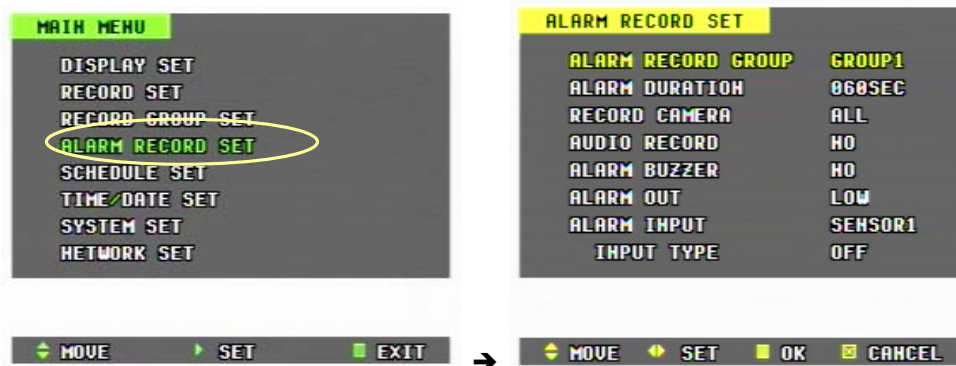 MAIN MENU
DISPLAY SET
RECORD SET
RECORD GROUP SET
ALARM RECORD SET
SCHEDULE SET
TIME/DATE SET
SYSTEM SET
NETWORK SET
MOVE SET EXIT
ALARM RECORD SET
ALARM RECORD GROUP GROUP1
ALARM DURATION 060SEC
RECORD CAMERA ALL
AUDIO RECORD NO
ALARM BUZZER NO
ALARM OUT LOW
ALARM INPUT SENSOR1
INPUT TYPE OFF
MOVE SET OK CANCEL